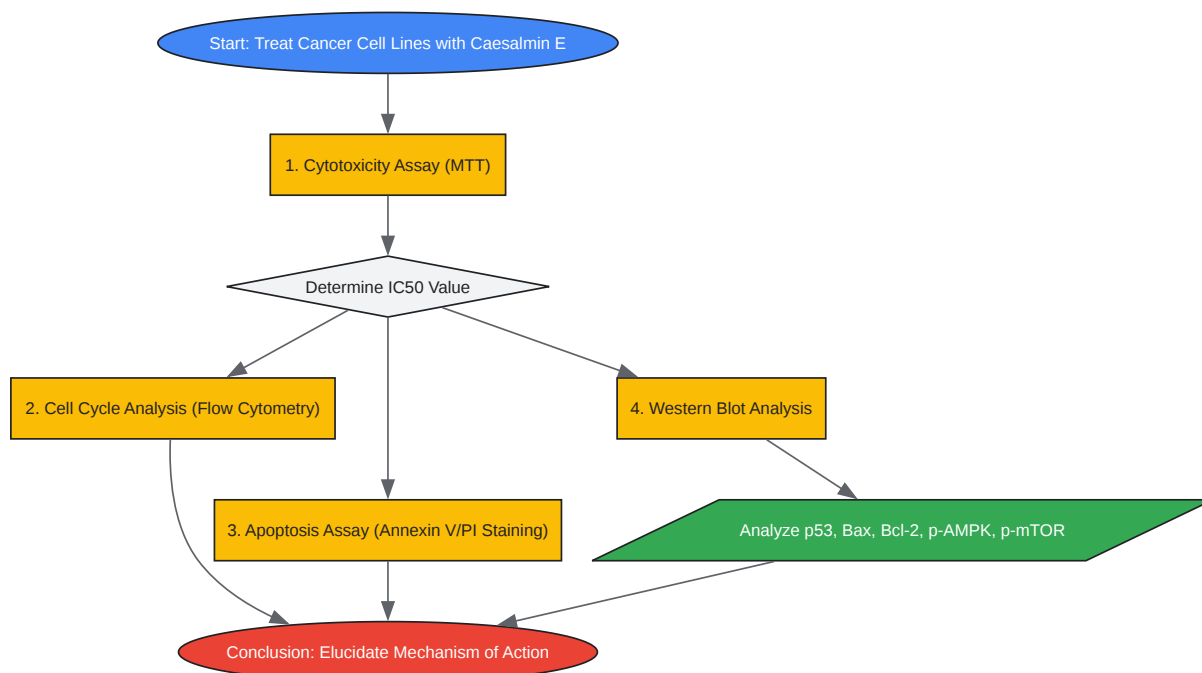 Start: Treat Cancer Cell Lines with Caesalmin E
1. Cytotoxicity Assay (MTT)
Determine IC50 Value
2. Cell Cycle Analysis (Flow Cytometry)
4. Western Blot Analysis
3. Apoptosis Assay (Annexin V/PI Staining)
Analyze p53, Bax, Bcl-2, p-AMPK, p-mTOR
Conclusion: Elucidate Mechanism of Action